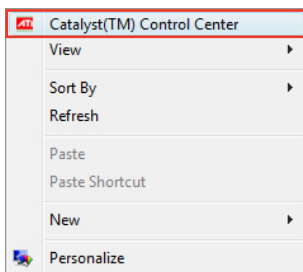 ATI
Catalyst(TM) Control Center
View
Sort By
Refresh
Paste
Paste Shortcut
New
Personalize